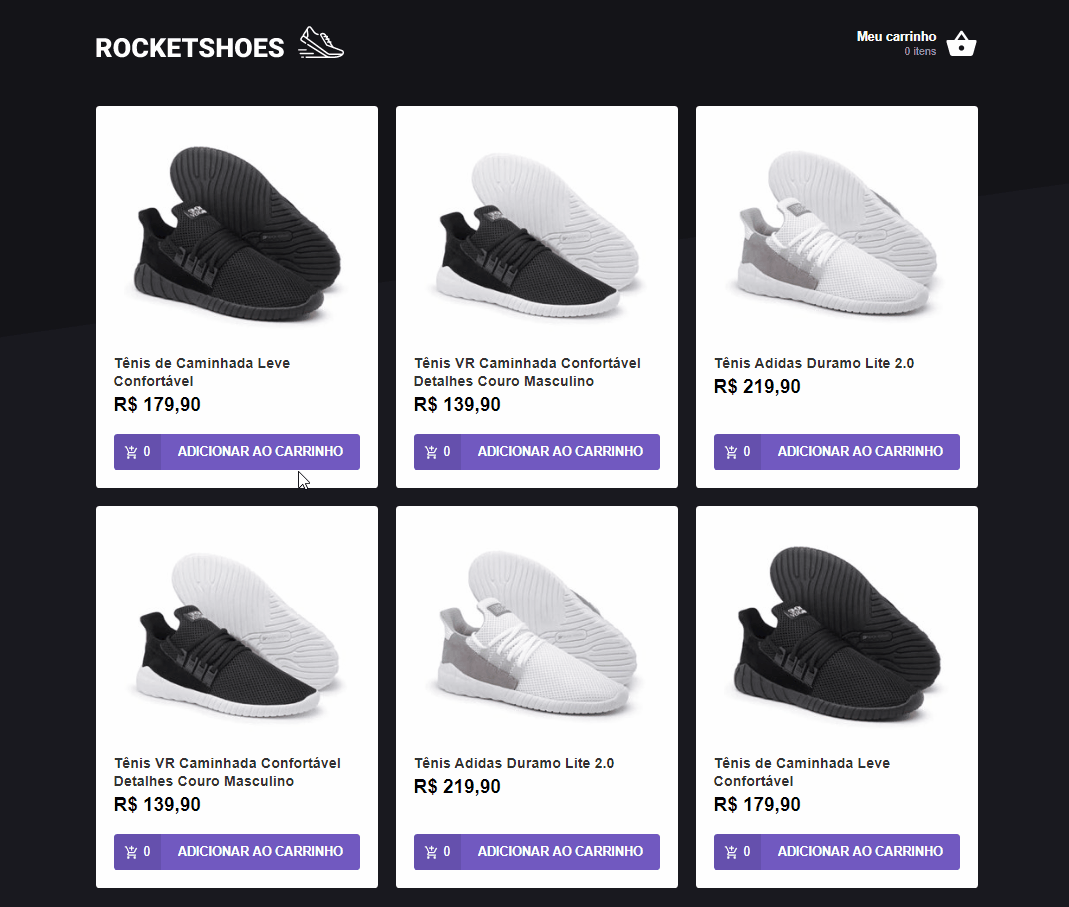 ROCKETSHOES
Meu carrinho
0 itens
Tênis de Caminhada Leve
Confortável
R$ 179,90
0 ADICIONAR AO CARRINHO
Tênis VR Caminhada Confortável
Detalhes Couro Masculino
R$ 139,90
0 ADICIONAR AO CARRINHO
Tênis Adidas Duramo Lite 2.0
R$ 219,90
0 ADICIONAR AO CARRINHO
Tênis VR Caminhada Confortável
Detalhes Couro Masculino
R$ 139,90
0 ADICIONAR AO CARRINHO
Tênis Adidas Duramo Lite 2.0
R$ 219,90
0 ADICIONAR AO CARRINHO
Tênis de Caminhada Leve
Confortável
R$ 179,90
0 ADICIONAR AO CARRINHO